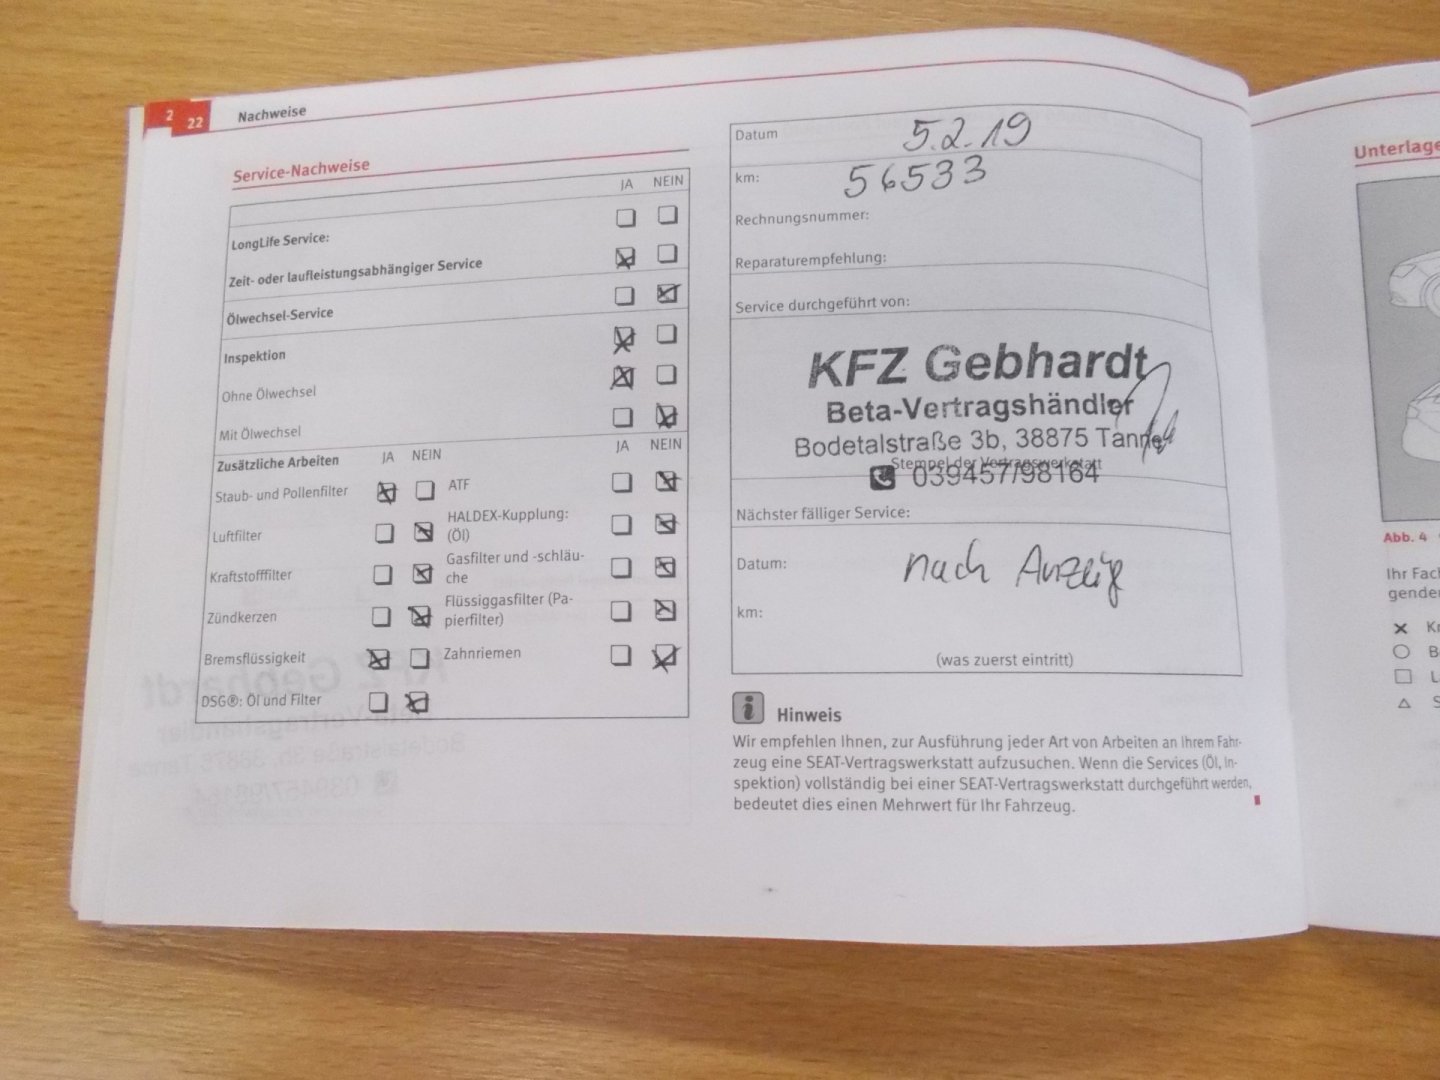 2 22 Nachweise
Service-Nachweise
JA NEIN
LongLife Service:
Zeit- oder laufleistungsabhängiger Service
Ölwechsel-Service
Inspektion
Ohne Ölwechsel
Mit Ölwechsel
Zusätzliche Arbeiten JA NEIN JA NEIN
Staub- und Pollenfilter ATF
Luftfilter HALDEX-Kupplung:
(Öl)
Kraftstofffilter Gasfilter und -schläu-
che
Zündkerzen Flüssiggasfilter (Pa-
pierfilter)
Bremsflüssigkeit Zahnriemen
DSG®: Öl und Filter
Datum 5.2.19
km: 56533
Rechnungsnummer:
Reparaturempfehlung:
Service durchgeführt von:
KFZ Gebhardt
Beta-Vertragshändler
Bodetalstraße 3b, 38875 Tanne
Stempel der Vertragswerkstatt
039457/98164
Nächster fälliger Service:
Datum: nach Anzeige
km:
(was zuerst eintritt)
Hinweis
Wir empfehlen Ihnen, zur Ausführung jeder Art von Arbeiten an Ihrem Fahr-
zeug eine SEAT-Vertragswerkstatt aufzusuchen. Wenn die Services (Öl, In-
spektion) vollständig bei einer SEAT-Vertragswerkstatt durchgeführt werden,
bedeutet dies einen Mehrwert für Ihr Fahrzeug.
Unterlage
Abb. 4
Ihr Fach
gender